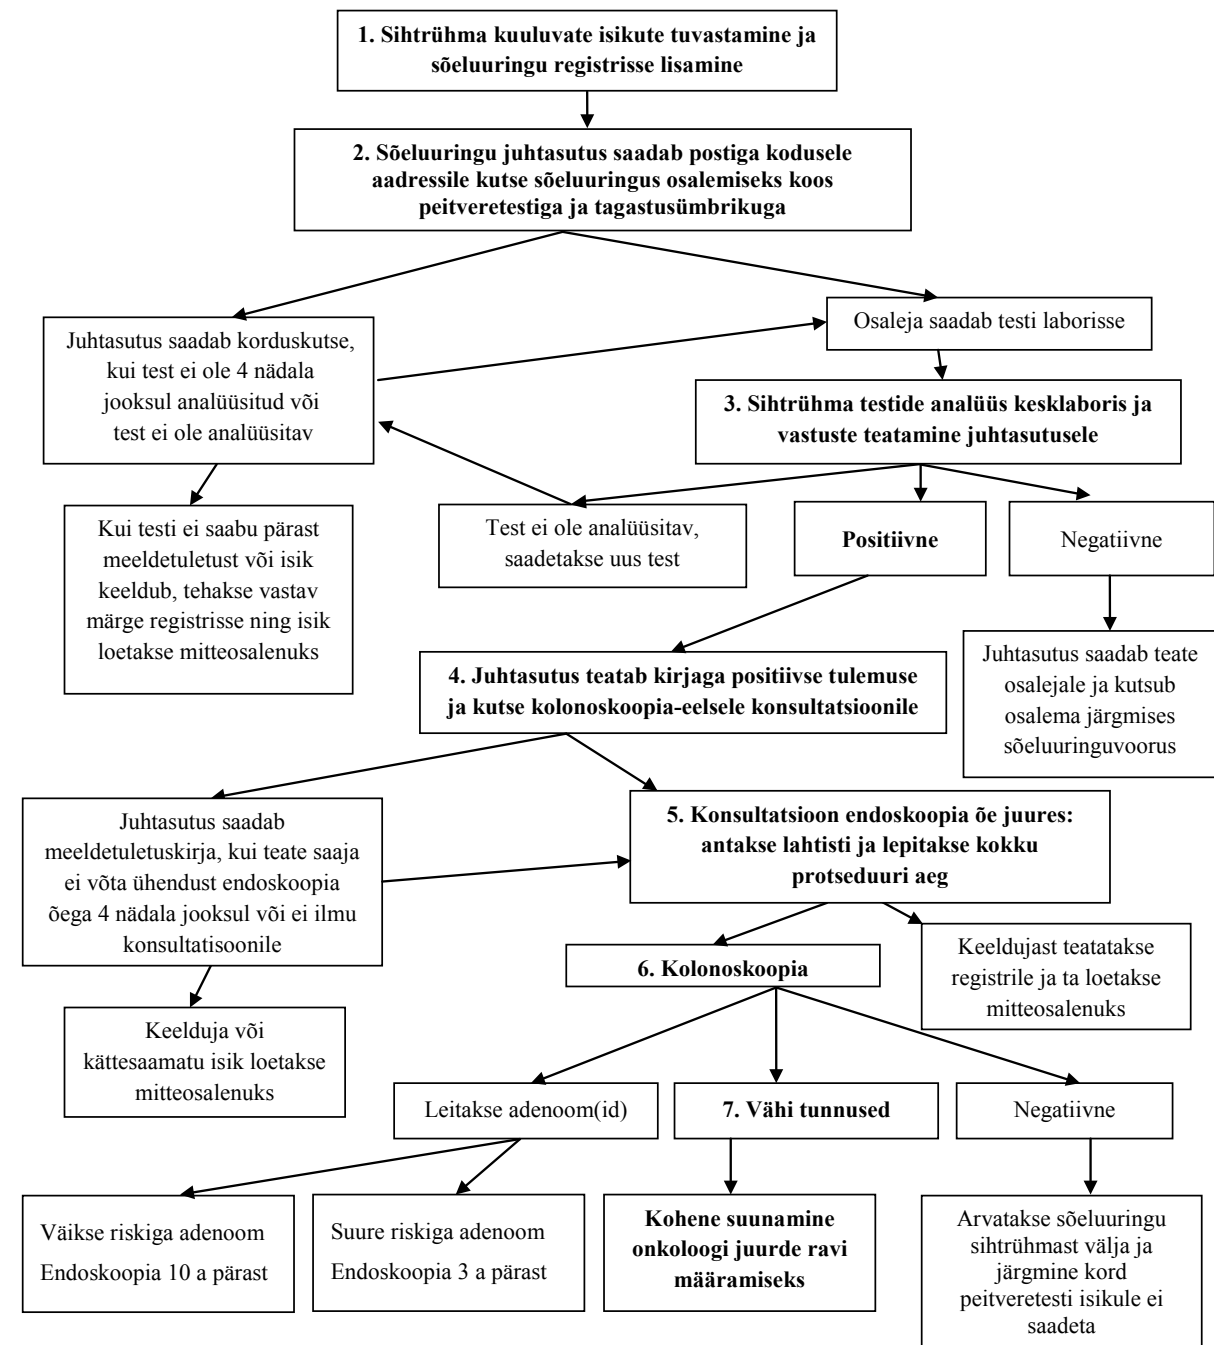 1. Sihtrühma kuuluvate isikute tuvastamine ja
sõeluuringu registrisse lisamine
2. Sõeluuringu juhtasutus saadab postiga kodusele
aadressile kutse sõeluuringus osalemiseks koos
peitveretestiga ja tagastusümbrikuga
Juhtasutus saadab korduskutse,
kui test ei ole 4 nädala
jooksul analüüsitud või
test ei ole analüüsitav
Osaleja saadab testi laborisse
3. Sihtrühma testide analüüs kesklaboris ja
vastuste teatamine juhtasutusele
Kui testi ei saabu pärast
meeldetuletust või isik
keeldub, tehakse vastav
märge registrisse ning isik
loetakse mitteosalenuks
Test ei ole analüüsitav,
saadetakse uus test
Positiivne
Negatiivne
Juhtasutus saadab teate
osalejale ja kutsub
osalema järgmises
sõeluuringuvoorus
4. Juhtasutus teatab kirjaga positiivse tulemuse
ja kutse kolonoskoopia-eelsele konsultatsioonile
Juhtasutus saadab
meeldetuletuskirja, kui teate saaja
ei võta ühendust endoskoopia
õega 4 nädala jooksul või ei ilmu
konsultatisoonile
5. Konsultatsioon endoskoopia õe juures:
antakse lahtisti ja lepitakse kokku
protseduuri aeg
Keeldujast teatatakse
registrile ja ta loetakse
mitteosalenuks
6. Kolonoskoopia
Keelduja või
kättesaamatu isik loetakse
mitteosalenuks
Leitakse adenoom(id)
7. Vähi tunnused
Negatiivne
Väikse riskiga adenoom
Endoskoopia 10 a pärast
Suure riskiga adenoom
Endoskoopia 3 a pärast
Kohene suunamine
onkoloogi juurde ravi
määramiseks
Arvatakse sõeluuringu
sihtrühmast välja ja
järgmine kord
peitveretesti isikule ei
saadeta